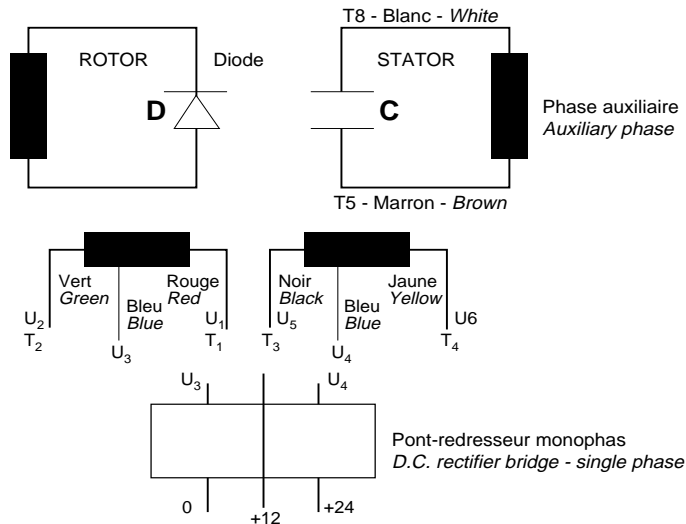 T8 - Blanc - White
ROTOR
Diode
STATOR
D
C
Phase auxiliaire
Auxiliary phase
T5 - Marron - Brown
Vert
Green
Rouge
Red
Noir
Black
Jaune
Yellow
Bleu
Blue
Bleu
Blue
U2
T2
U3
U1
T1
U5
T3
U4
U6
T4
U3
U4
Pont-redresseur monophas
D.C. rectifier bridge - single phase
0
+12
+24